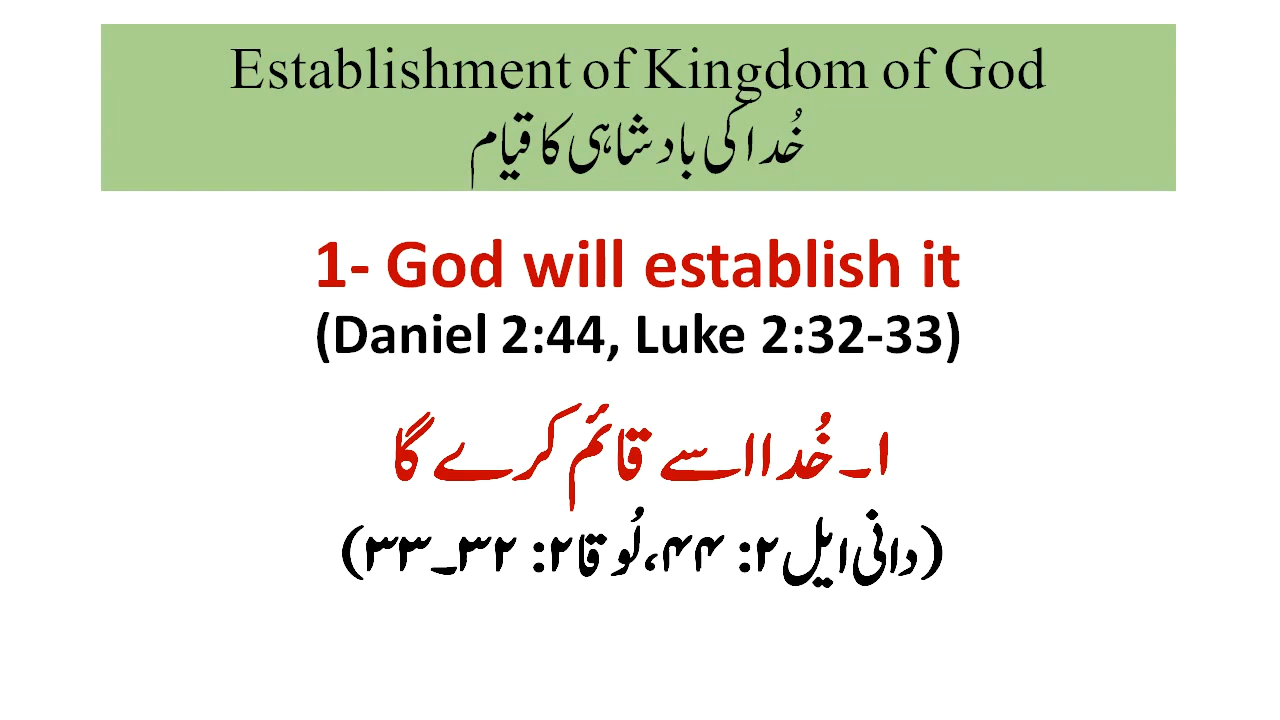 Establishment of Kingdom of God
خُدا کی بادشاہی کا قیام
1- God will establish it
(Daniel 2:44, Luke 2:32-33)
۱۔ خُدا اسے قائم کرے گا
(دانی ایل ۲: ۴۴، لُوقا ۲: ۳۲۔۳۳)